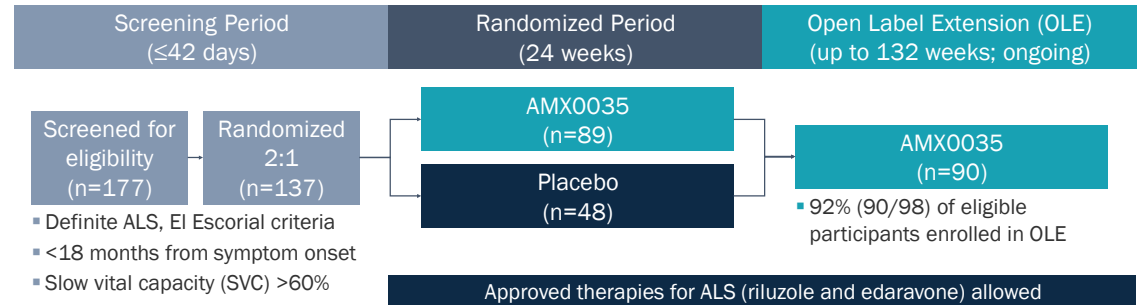 Screening Period
(≤42 days)
Randomized Period
(24 weeks)
Open Label Extension (OLE)
(up to 132 weeks; ongoing)
Screened for
eligibility
(n=177)
Randomized
2:1
(n=137)
AMX0035
(n=89)
Placebo
(n=48)
AMX0035
(n=90)
▪ Definite ALS, EI Escorial criteria
▪ <18 months from symptom onset
▪ Slow vital capacity (SVC) >60%
▪ 92% (90/98) of eligible
participants enrolled in OLE
Approved therapies for ALS (riluzole and edaravone) allowed